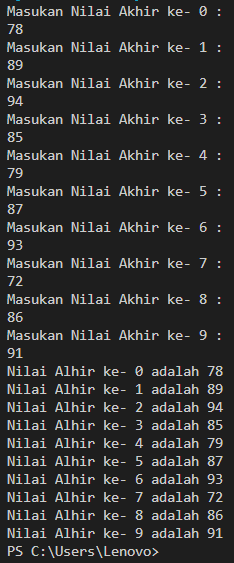 Masukan Nilai Akhir ke- 0 :
78
Masukan Nilai Akhir ke- 1 :
89
Masukan Nilai Akhir ke- 2 :
94
Masukan Nilai Akhir ke- 3 :
85
Masukan Nilai Akhir ke- 4 :
79
Masukan Nilai Akhir ke- 5 :
87
Masukan Nilai Akhir ke- 6 :
93
Masukan Nilai Akhir ke- 7 :
72
Masukan Nilai Akhir ke- 8 :
86
Masukan Nilai Akhir ke- 9 :
91
Nilai Alhir ke- 0 adalah 78
Nilai Alhir ke- 1 adalah 89
Nilai Alhir ke- 2 adalah 94
Nilai Alhir ke- 3 adalah 85
Nilai Alhir ke- 4 adalah 79
Nilai Alhir ke- 5 adalah 87
Nilai Alhir ke- 6 adalah 93
Nilai Alhir ke- 7 adalah 72
Nilai Alhir ke- 8 adalah 86
Nilai Alhir ke- 9 adalah 91
PS C:\Users\Lenovo>